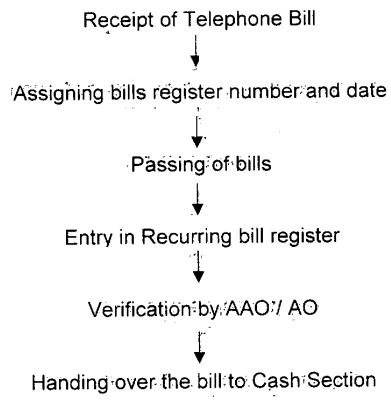 Receipt of Telephone Bill
Assigning bills register number and date
Passing of bills
Entry in Recurring bill register
Verification by AAO / AO
Handing over the bill to Cash Section